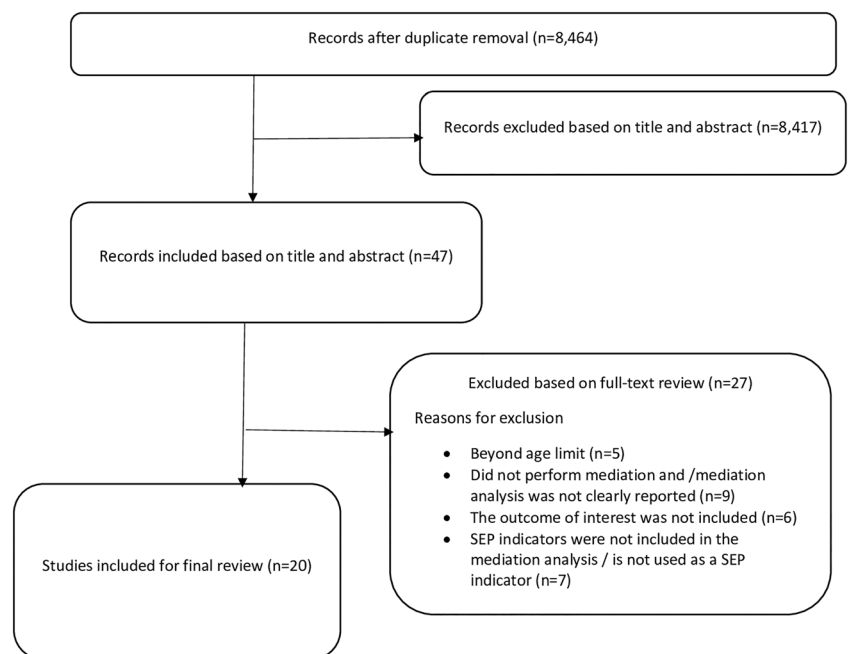 Records after duplicate removal (n=8,464)
Records excluded based on title and abstract (n=8,417)
Records included based on title and abstract (n=47)
Excluded based on full-text review (n=27)
Reasons for exclusion
• Beyond age limit (n=5)
• Did not perform mediation and /mediation
analysis was not clearly reported (n=9)
• The outcome of interest was not included (n=6)
• SEP indicators were not included in the
mediation analysis / is not used as a SEP
indicator (n=7)
Studies included for final review (n=20)